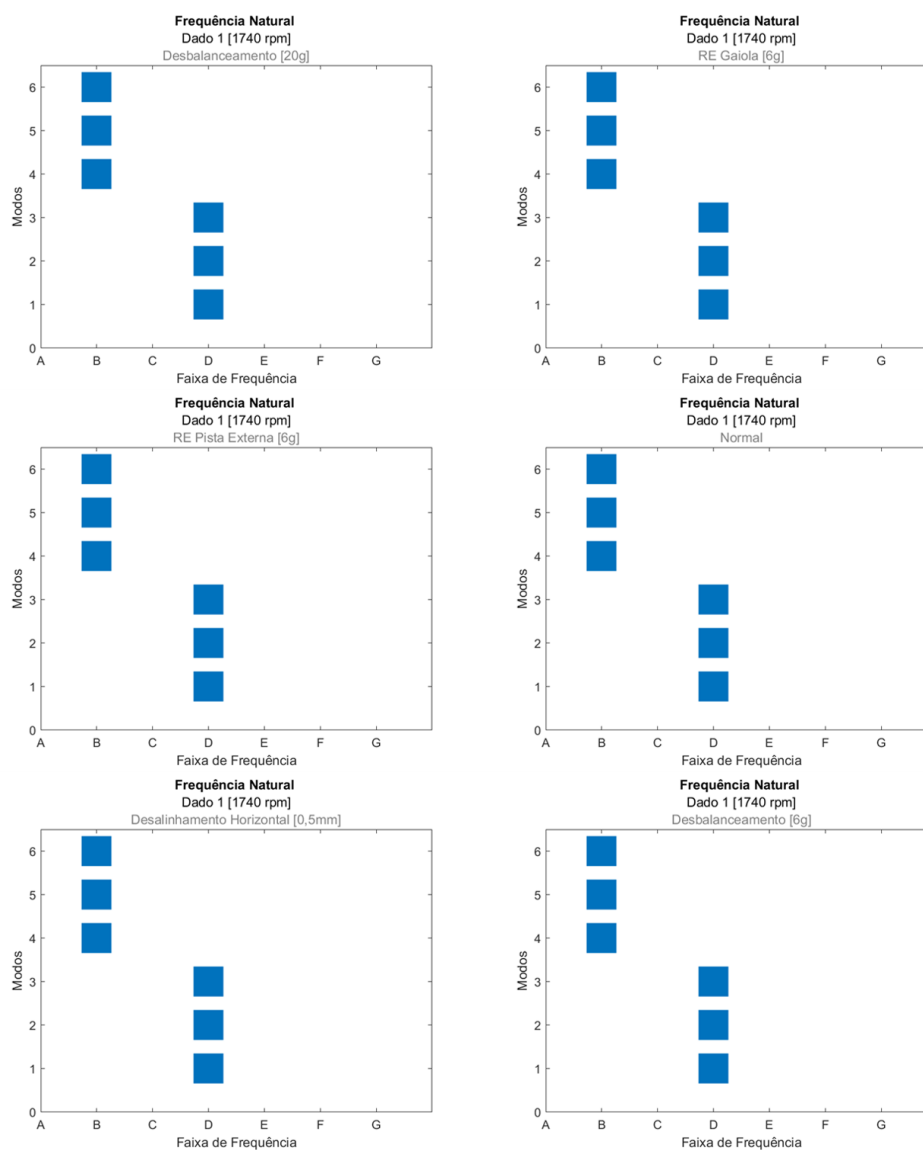 Frequência Natural
Dado 1 [1740 rpm]
Desbalanceamento [20g]
6
5
4
3
2
1
0
Modos
A B C D E F G
Faixa de Frequência
Frequência Natural
Dado 1 [1740 rpm]
RE Gaiola [6g]
6
5
4
3
2
1
0
Modos
A B C D E F G
Faixa de Frequência
Frequência Natural
Dado 1 [1740 rpm]
RE Pista Externa [6g]
6
5
4
3
2
1
0
Modos
A B C D E F G
Faixa de Frequência
Frequência Natural
Dado 1 [1740 rpm]
Normal
6
5
4
3
2
1
0
Modos
A B C D E F G
Faixa de Frequência
Frequência Natural
Dado 1 [1740 rpm]
Desalinhamento Horizontal [0,5mm]
6
5
4
3
2
1
0
Modos
A B C D E F G
Faixa de Frequência
Frequência Natural
Dado 1 [1740 rpm]
Desbalanceamento [6g]
6
5
4
3
2
1
0
Modos
A B C D E F G
Faixa de Frequência